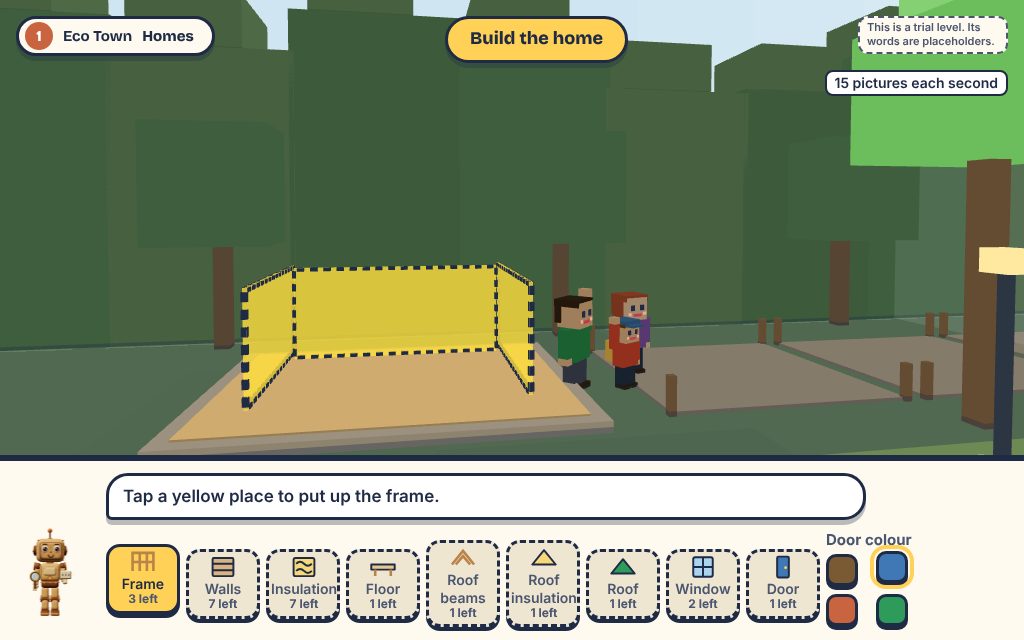 1 Eco Town Homes
Build the home
This is a trial level. Its
words are placeholders.
15 pictures each second
Tap a yellow place to put up the frame.
Frame
3 left
Walls
7 left
Insulation
7 left
Floor
1 left
Roof
beams
1 left
Roof
insulation
1 left
Roof
1 left
Window
2 left
Door
1 left
Door colour